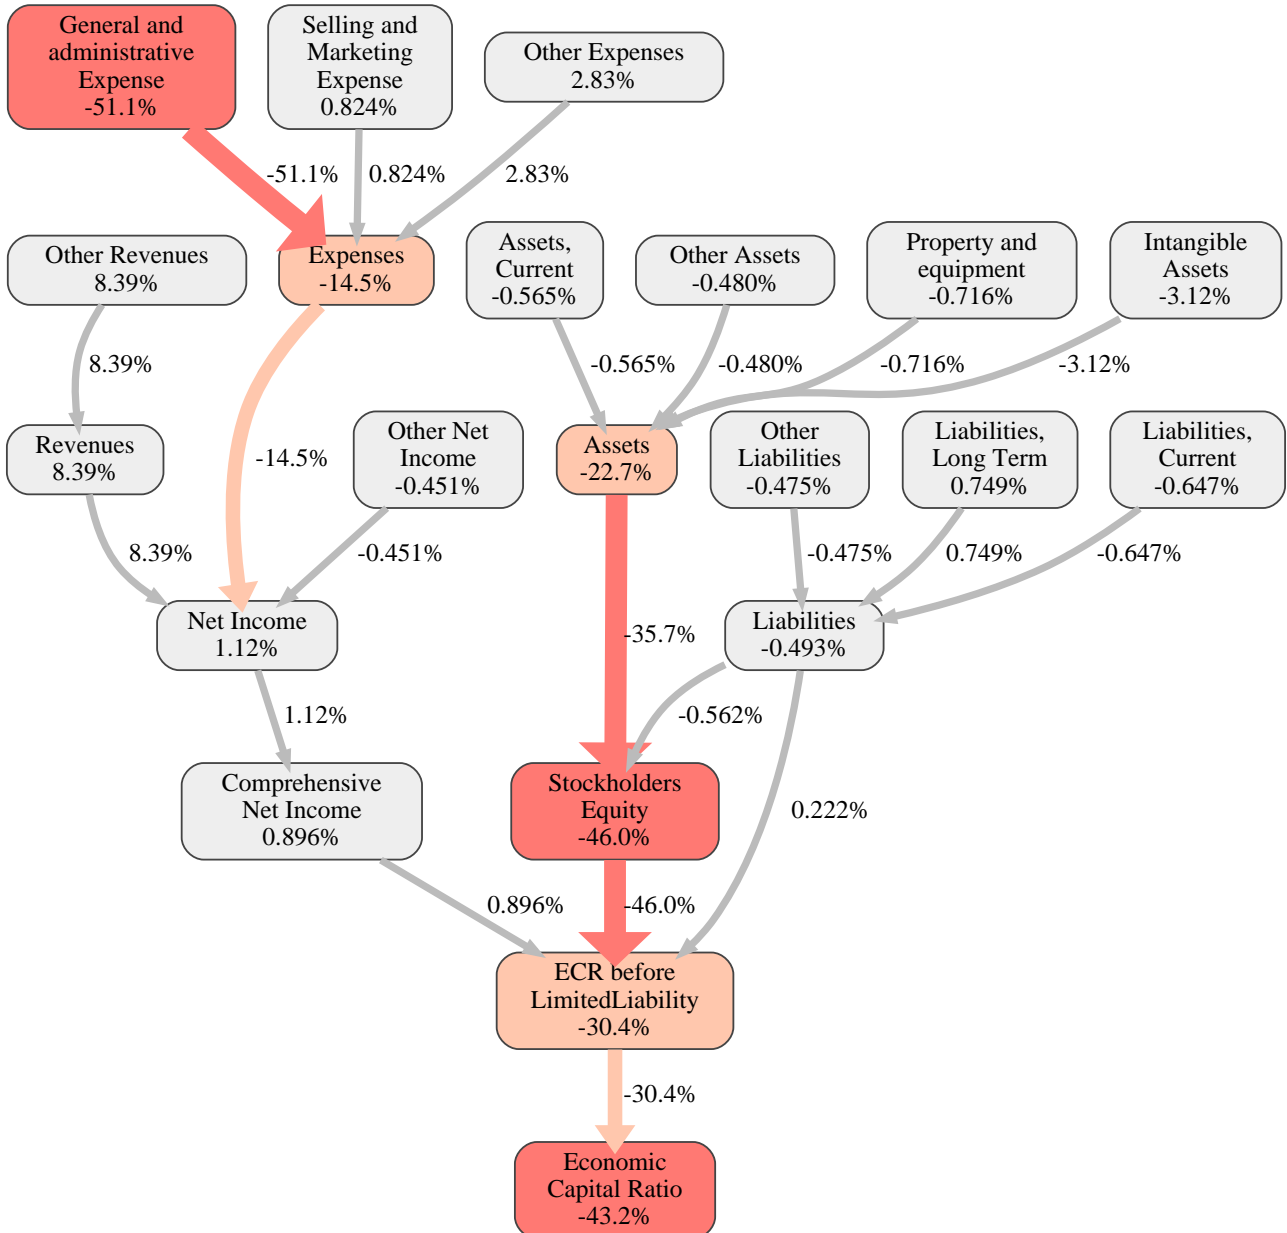 General and
administrative
Expense
-51.1%
Selling and
Marketing
Expense
0.824%
Other Expenses
2.83%
-51.1%
0.824%
2.83%
Other Revenues
8.39%
Expenses
-14.5%
Assets,
Current
-0.565%
Other Assets
-0.480%
Property and
equipment
-0.716%
Intangible
Assets
-3.12%
8.39%
-0.565%
-0.480%
-0.716%
-3.12%
Revenues
8.39%
-14.5%
Other Net
Income
-0.451%
Assets
-22.7%
Other
Liabilities
-0.475%
Liabilities,
Long Term
0.749%
Liabilities,
Current
-0.647%
8.39%
-0.451%
-0.475%
0.749%
-0.647%
Net Income
1.12%
-35.7%
Liabilities
-0.493%
1.12%
-0.562%
Comprehensive
Net Income
0.896%
Stockholders
Equity
-46.0%
0.222%
0.896%
-46.0%
ECR before
LimitedLiability
-30.4%
-30.4%
Economic
Capital Ratio
-43.2%